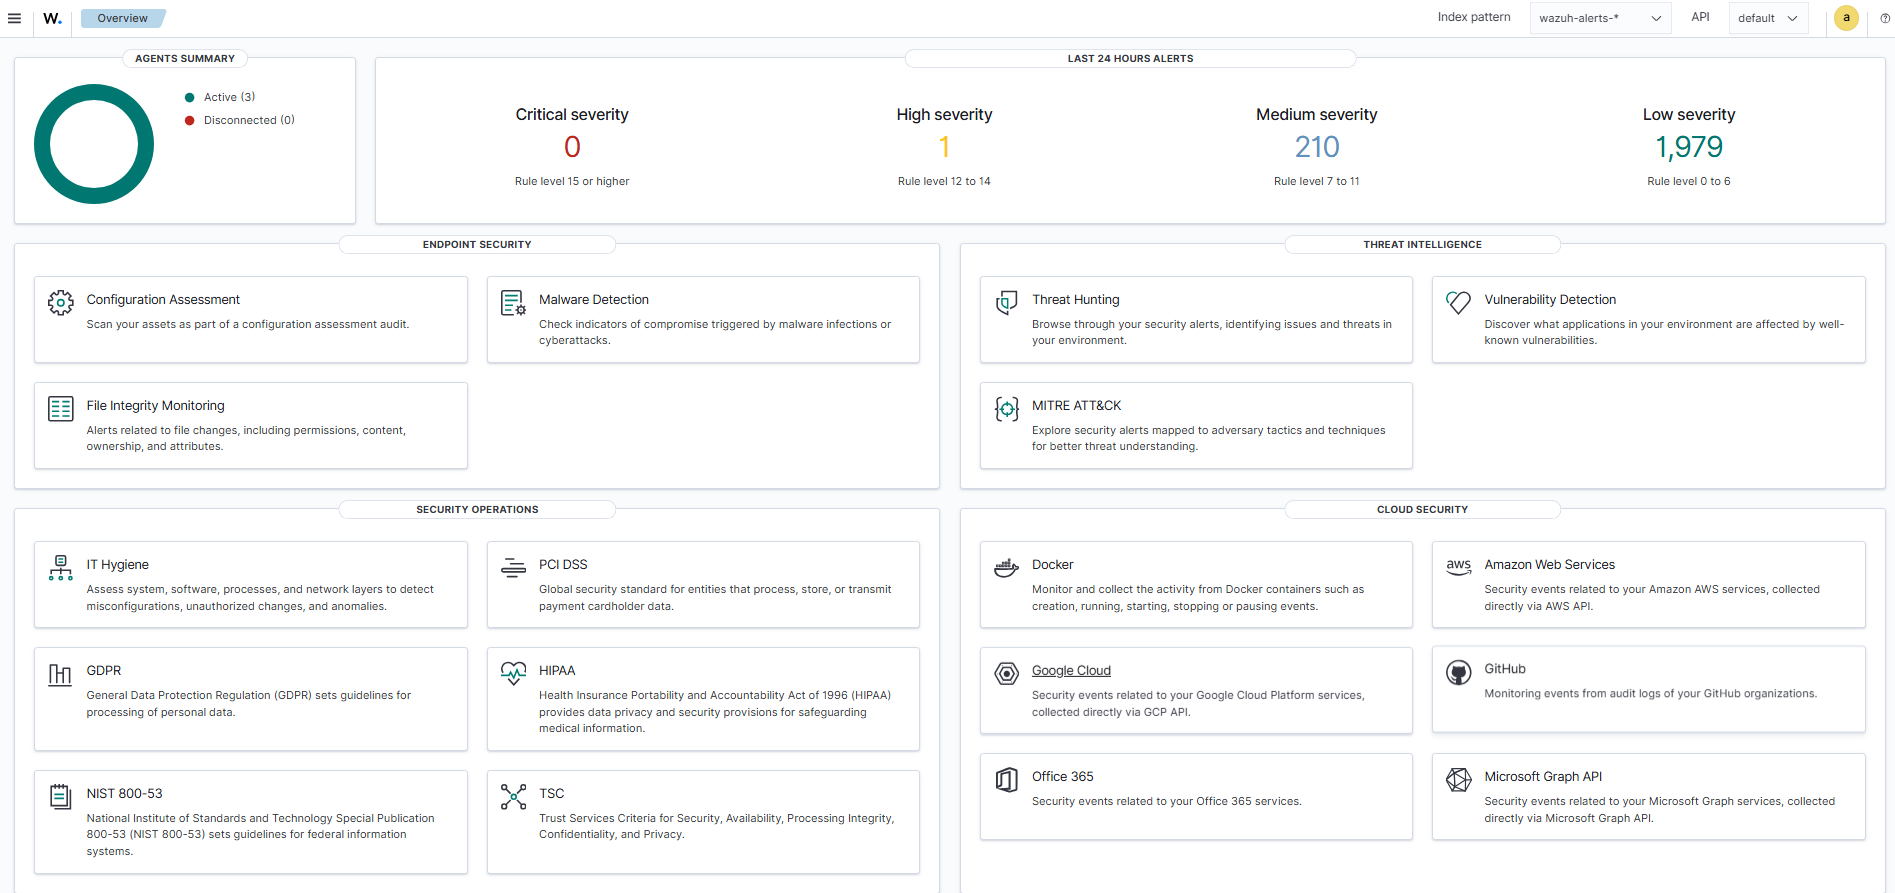 W. Overview Index pattern wazuh-alerts-* API default a
AGENTS SUMMARY
Active (3)
Disconnected (0)
LAST 24 HOURS ALERTS
Critical severity
0
Rule level 15 or higher
High severity
1
Rule level 12 to 14
Medium severity
210
Rule level 7 to 11
Low severity
1,979
Rule level 0 to 6
ENDPOINT SECURITY
Configuration Assessment
Scan your assets as part of a configuration assessment audit.
Malware Detection
Check indicators of compromise triggered by malware infections or
cyberattacks.
File Integrity Monitoring
Alerts related to file changes, including permissions, content,
ownership, and attributes.
THREAT INTELLIGENCE
Threat Hunting
Browse through your security alerts, identifying issues and threats in
your environment.
Vulnerability Detection
Discover what applications in your environment are affected by well-
known vulnerabilities.
MITRE ATT&CK
Explore security alerts mapped to adversary tactics and techniques
for better threat understanding.
SECURITY OPERATIONS
IT Hygiene
Assess system, software, processes, and network layers to detect
misconfigurations, unauthorized changes, and anomalies.
PCI DSS
Global security standard for entities that process, store, or transmit
payment cardholder data.
GDPR
General Data Protection Regulation (GDPR) sets guidelines for
processing of personal data.
HIPAA
Health Insurance Portability and Accountability Act of 1996 (HIPAA)
provides data privacy and security provisions for safeguarding
medical information.
NIST 800-53
National Institute of Standards and Technology Special Publication
800-53 (NIST 800-53) sets guidelines for federal information
systems.
TSC
Trust Services Criteria for Security, Availability, Processing Integrity,
Confidentiality, and Privacy.
CLOUD SECURITY
Docker
Monitor and collect the activity from Docker containers such as
creation, running, starting, stopping or pausing events.
aws
Amazon Web Services
Security events related to your Amazon AWS services, collected
directly via AWS API.
Google Cloud
Security events related to your Google Cloud Platform services,
collected directly via GCP API.
GitHub
Monitoring events from audit logs of your GitHub organizations.
Office 365
Security events related to your Office 365 services.
Microsoft Graph API
Security events related to your Microsoft Graph services, collected
directly via Microsoft Graph API.